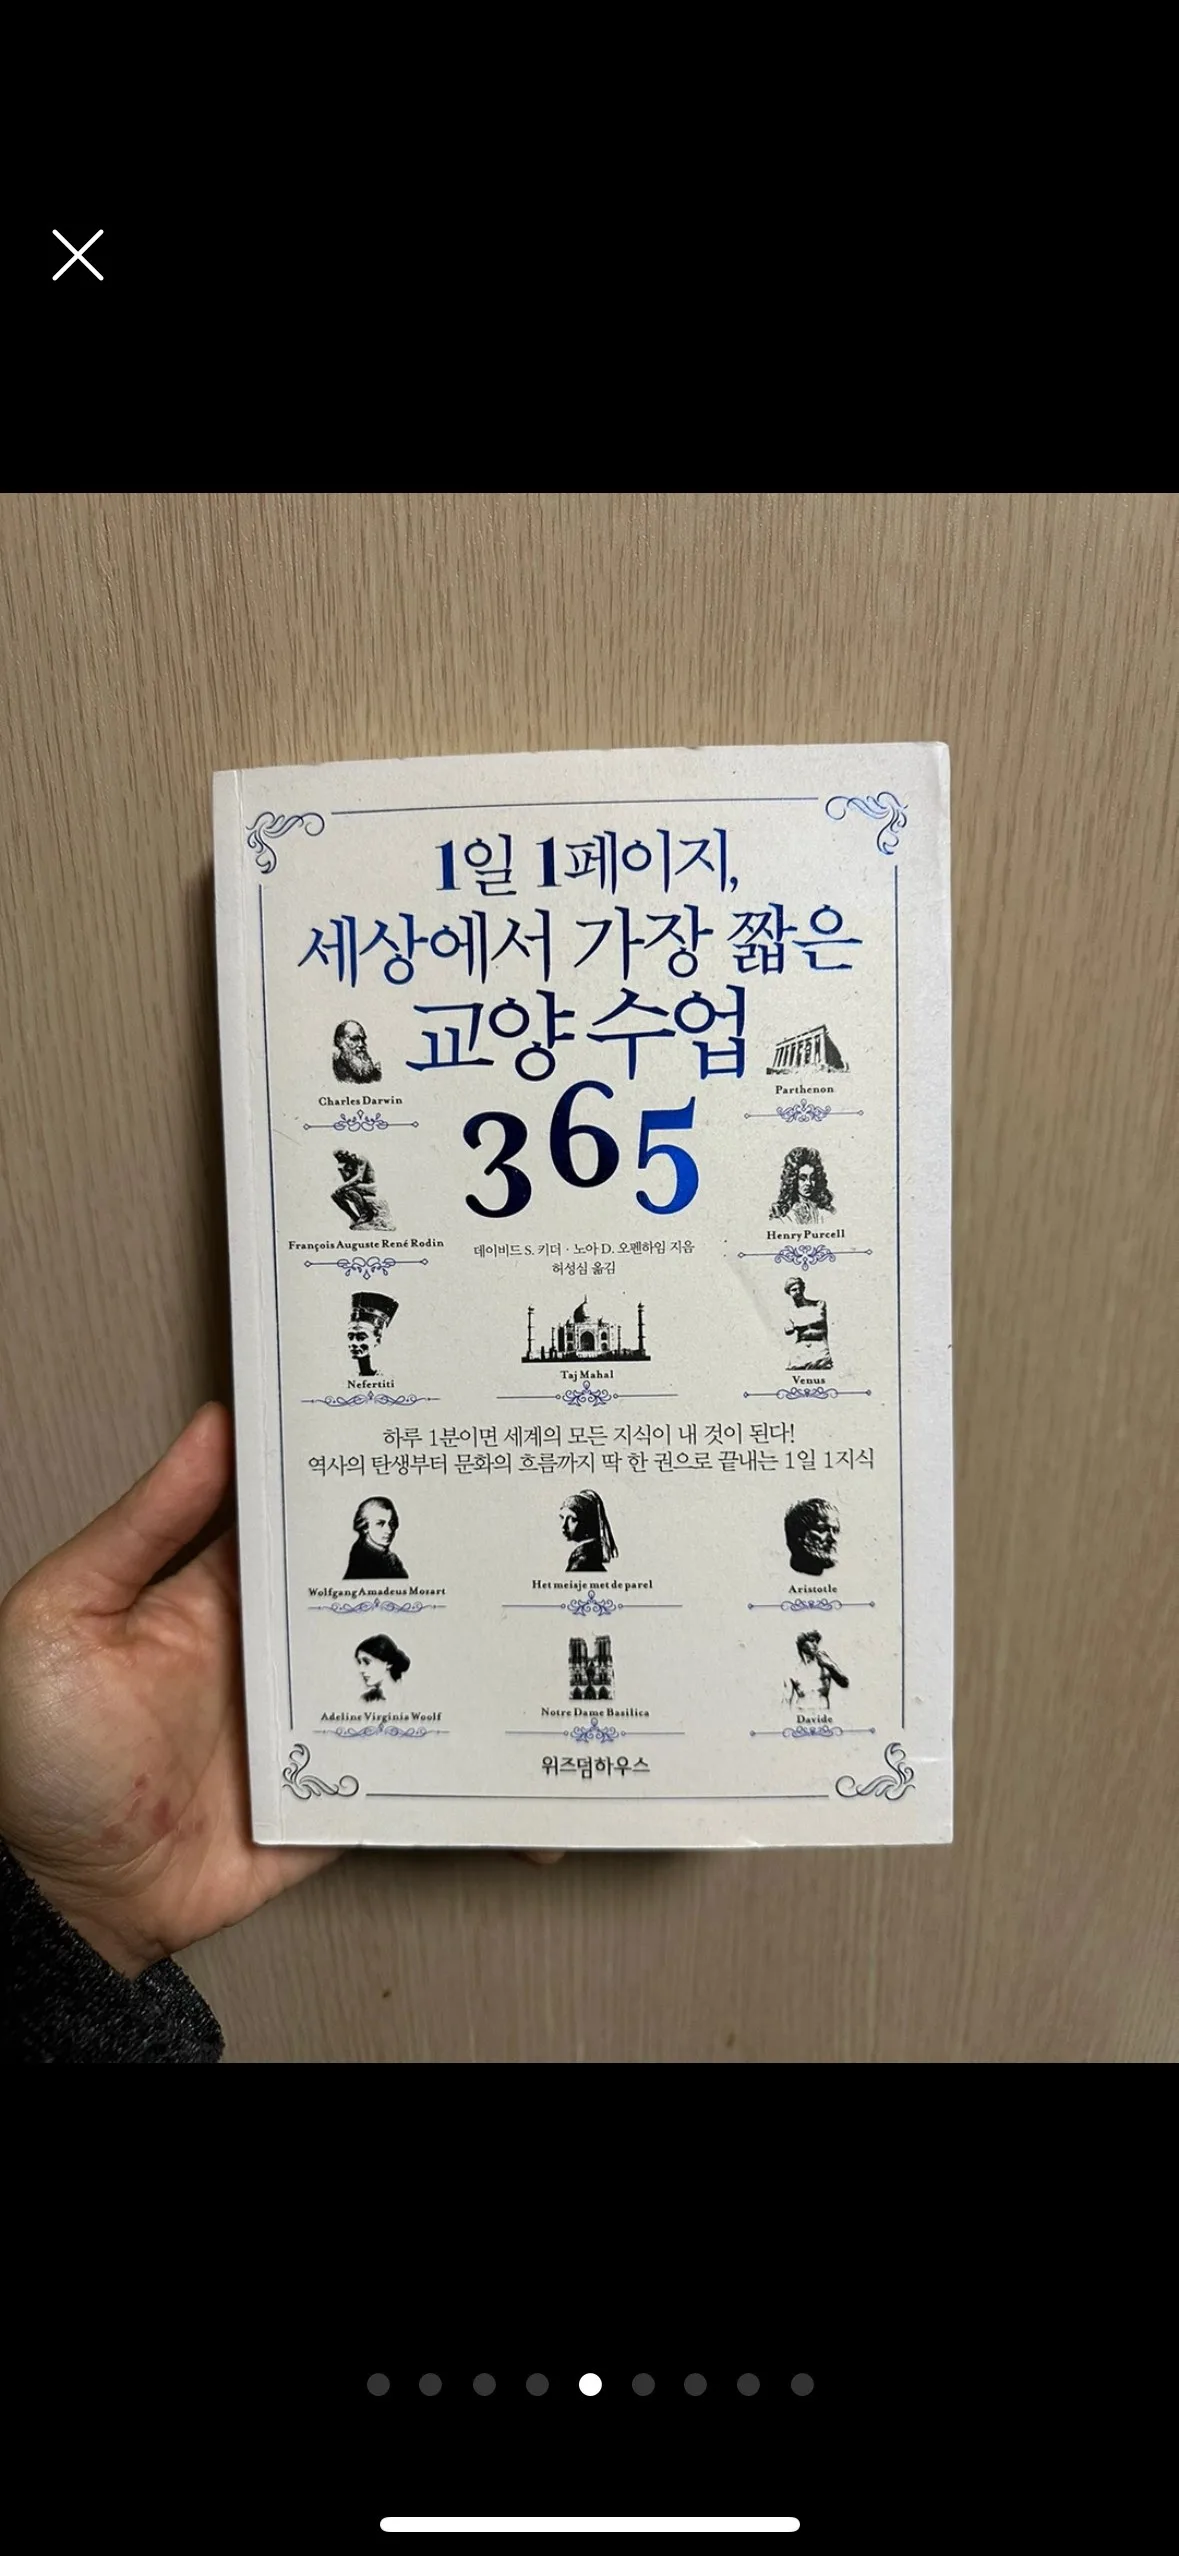 1일 1페이지,
세상에서 가장 짧은
교양 수업
365
Charles Darwin
Parthenon
François Auguste René Rodin
Henry Purcell
데이비드 S. 키더 · 노아 D. 오펜하임 지음
허성심 옮김
Nefertiti
Taj Mahal
Venus
하루 1분이면 세계의 모든 지식이 내 것이 된다!
역사의 탄생부터 문화의 흐름까지 딱 한 권으로 끝내는 1일 1지식
Wolfgang Amadeus Mozart
Het meisje met de parel
Aristotle
Adeline Virginia Woolf
Notre Dame Basilica
Davide
위즈덤하우스